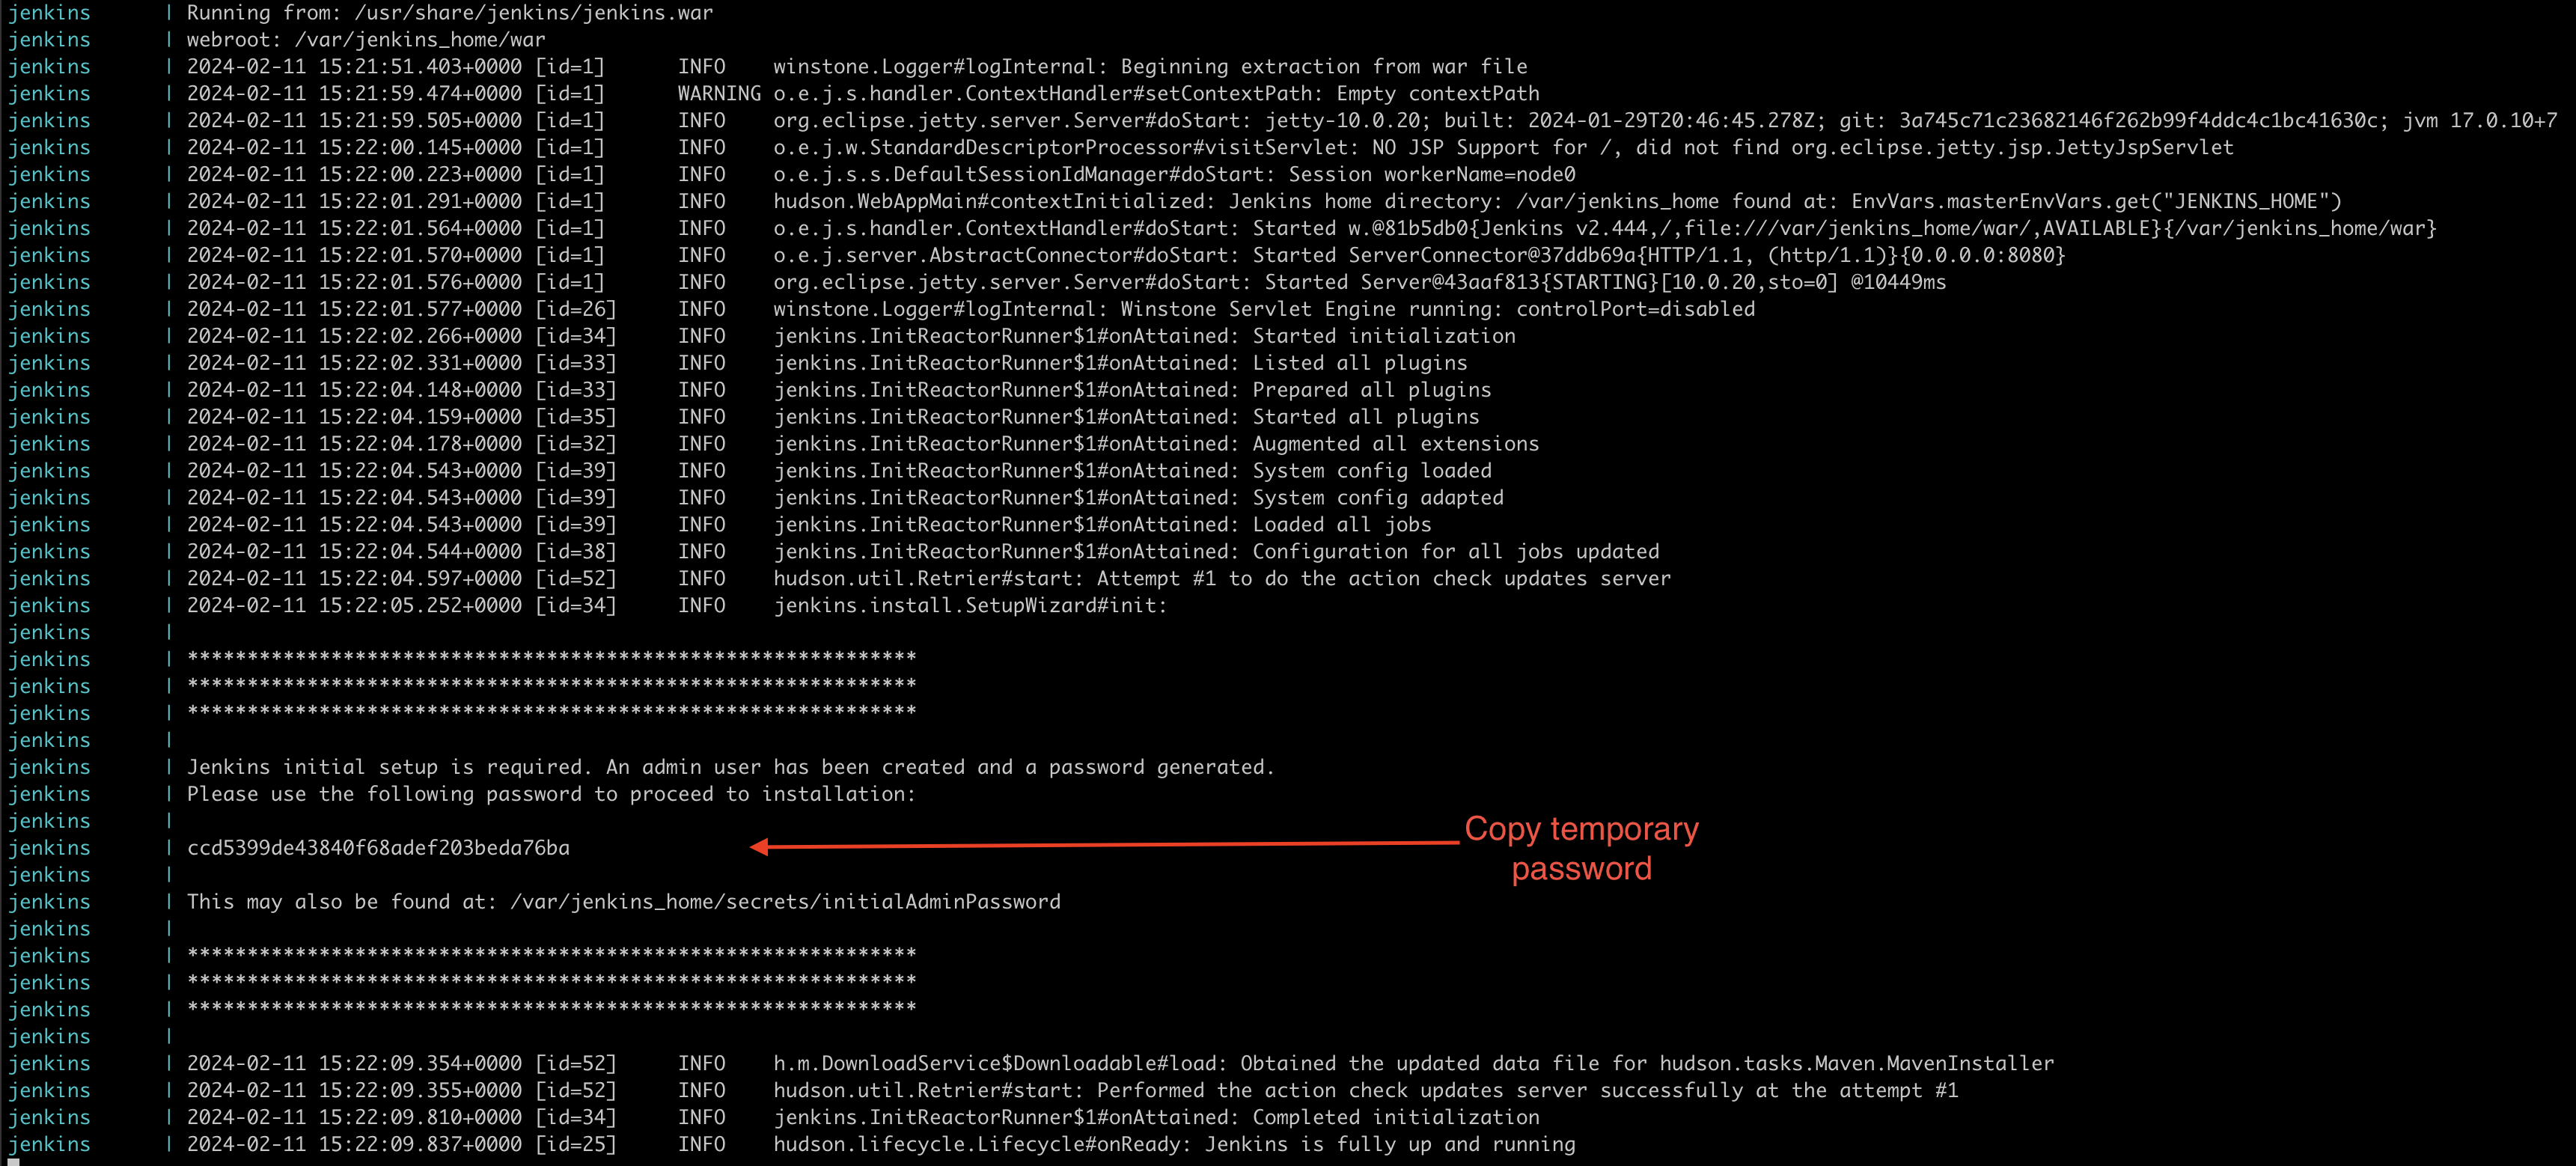 jenkins | Running from: /usr/share/jenkins/jenkins.war
jenkins | webroot: /var/jenkins_home/war
jenkins | 2024-02-11 15:21:51.403+0000 [id=1] INFO winstone.Logger#logInternal: Beginning extraction from war file
jenkins | 2024-02-11 15:21:59.474+0000 [id=1] WARNING o.e.j.s.handler.ContextHandler#setContextPath: Empty contextPath
jenkins | 2024-02-11 15:21:59.505+0000 [id=1] INFO org.eclipse.jetty.server.Server#doStart: jetty-10.0.20; built: 2024-01-29T20:46:45.278Z; git: 3a745c71c23682146f262b99f4ddc4c1bc41630c; jvm 17.0.10+7
jenkins | 2024-02-11 15:22:00.145+0000 [id=1] INFO o.e.j.w.StandardDescriptorProcessor#visitServlet: NO JSP Support for /, did not find org.eclipse.jetty.jsp.JettyJspServlet
jenkins | 2024-02-11 15:22:00.223+0000 [id=1] INFO o.e.j.s.s.DefaultSessionIdManager#doStart: Session workerName=node0
jenkins | 2024-02-11 15:22:01.291+0000 [id=1] INFO hudson.WebAppMain#contextInitialized: Jenkins home directory: /var/jenkins_home found at: EnvVars.masterEnvVars.get("JENKINS_HOME")
jenkins | 2024-02-11 15:22:01.564+0000 [id=1] INFO o.e.j.s.handler.ContextHandler#doStart: Started w.@81b5db0{Jenkins v2.444,/,file:///var/jenkins_home/war/,AVAILABLE}{/var/jenkins_home/war}
jenkins | 2024-02-11 15:22:01.570+0000 [id=1] INFO o.e.j.server.AbstractConnector#doStart: Started ServerConnector@37ddb69a{HTTP/1.1, (http/1.1)}{0.0.0.0:8080}
jenkins | 2024-02-11 15:22:01.576+0000 [id=1] INFO org.eclipse.jetty.server.Server#doStart: Started Server@43aaf813{STARTING}[10.0.20,sto=0] @10449ms
jenkins | 2024-02-11 15:22:01.577+0000 [id=26] INFO winstone.Logger#logInternal: Winstone Servlet Engine running: controlPort=disabled
jenkins | 2024-02-11 15:22:02.266+0000 [id=34] INFO jenkins.InitReactorRunner$1#onAttained: Started initialization
jenkins | 2024-02-11 15:22:02.331+0000 [id=33] INFO jenkins.InitReactorRunner$1#onAttained: Listed all plugins
jenkins | 2024-02-11 15:22:04.148+0000 [id=33] INFO jenkins.InitReactorRunner$1#onAttained: Prepared all plugins
jenkins | 2024-02-11 15:22:04.159+0000 [id=35] INFO jenkins.InitReactorRunner$1#onAttained: Started all plugins
jenkins | 2024-02-11 15:22:04.178+0000 [id=32] INFO jenkins.InitReactorRunner$1#onAttained: Augmented all extensions
jenkins | 2024-02-11 15:22:04.543+0000 [id=39] INFO jenkins.InitReactorRunner$1#onAttained: System config loaded
jenkins | 2024-02-11 15:22:04.543+0000 [id=39] INFO jenkins.InitReactorRunner$1#onAttained: System config adapted
jenkins | 2024-02-11 15:22:04.543+0000 [id=39] INFO jenkins.InitReactorRunner$1#onAttained: Loaded all jobs
jenkins | 2024-02-11 15:22:04.544+0000 [id=38] INFO jenkins.InitReactorRunner$1#onAttained: Configuration for all jobs updated
jenkins | 2024-02-11 15:22:04.597+0000 [id=52] INFO hudson.util.Retrier#start: Attempt #1 to do the action check updates server
jenkins | 2024-02-11 15:22:05.252+0000 [id=34] INFO jenkins.install.SetupWizard#init:
jenkins |
jenkins | *************************************************************
jenkins | *************************************************************
jenkins | *************************************************************
jenkins |
jenkins | Jenkins initial setup is required. An admin user has been created and a password generated.
jenkins | Please use the following password to proceed to installation:
jenkins |
jenkins | ccd5399de43840f68adef203beda76ba
Copy temporary
password
jenkins |
jenkins | This may also be found at: /var/jenkins_home/secrets/initialAdminPassword
jenkins |
jenkins | *************************************************************
jenkins | *************************************************************
jenkins | *************************************************************
jenkins |
jenkins | 2024-02-11 15:22:09.354+0000 [id=52] INFO h.m.DownloadService$Downloadable#load: Obtained the updated data file for hudson.tasks.Maven.MavenInstaller
jenkins | 2024-02-11 15:22:09.355+0000 [id=52] INFO hudson.util.Retrier#start: Performed the action check updates server successfully at the attempt #1
jenkins | 2024-02-11 15:22:09.810+0000 [id=34] INFO jenkins.InitReactorRunner$1#onAttained: Completed initialization
jenkins | 2024-02-11 15:22:09.837+0000 [id=25] INFO hudson.lifecycle.Lifecycle#onReady: Jenkins is fully up and running